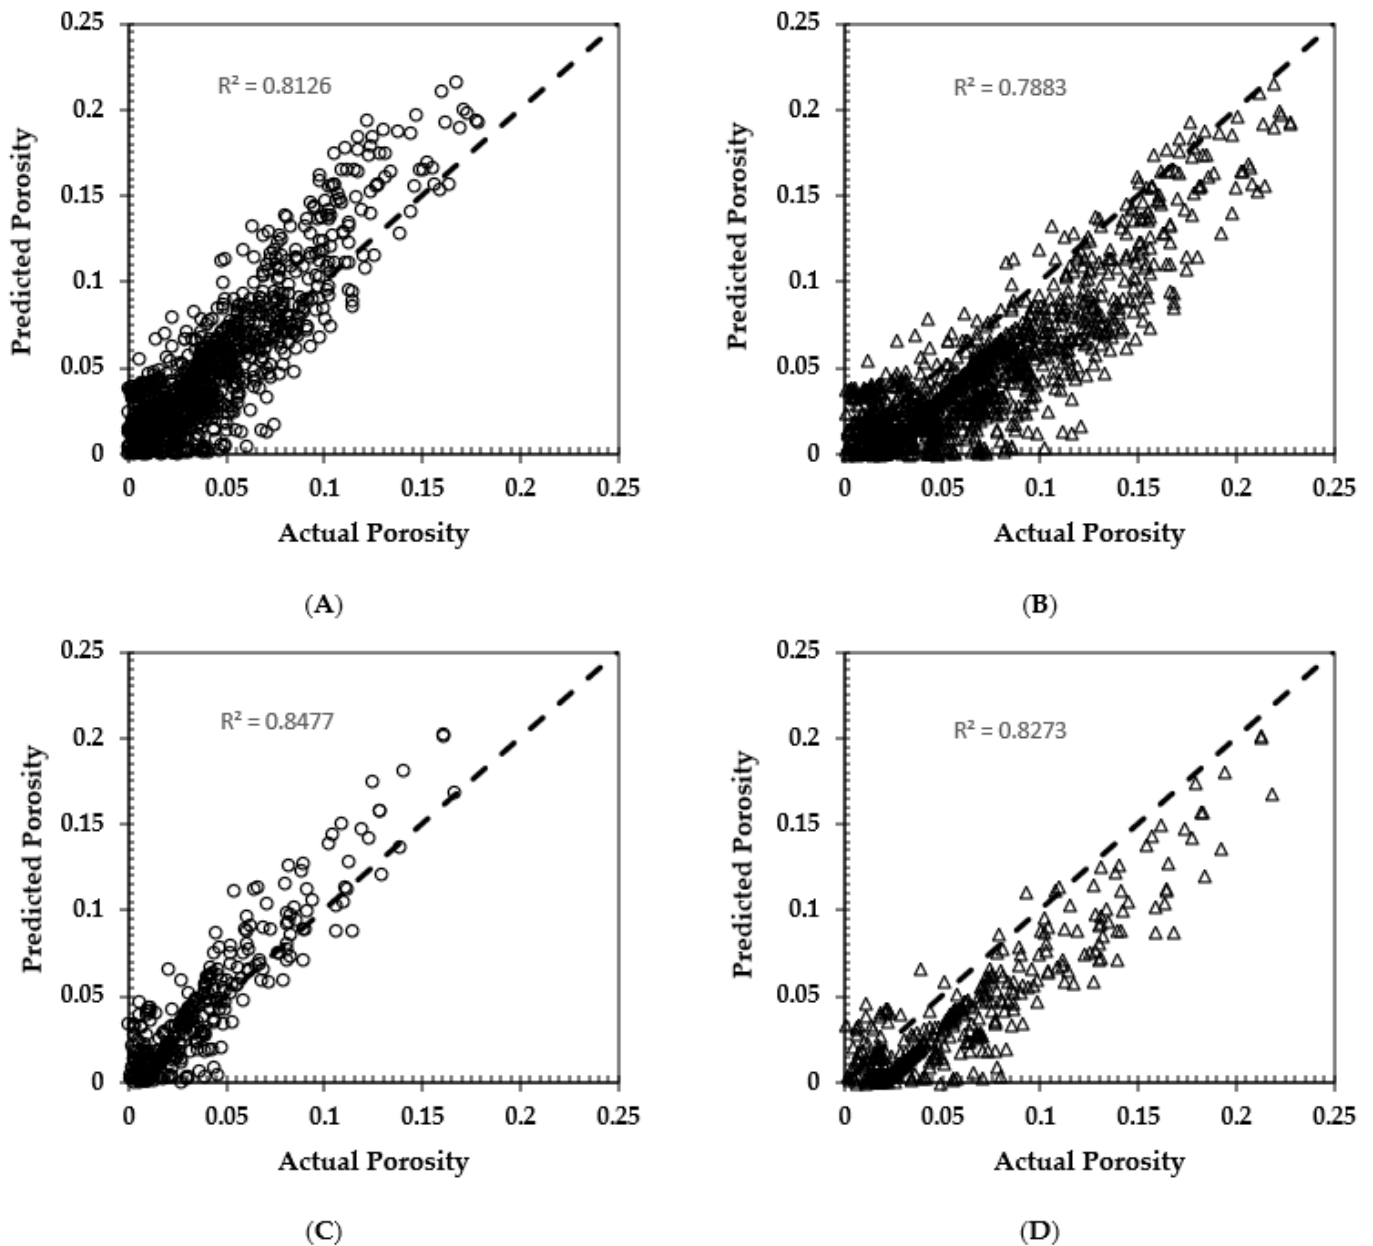 0.25
0.2
0.15
0.1
0.05
0
Predicted Porosity
R² = 0.8126
0 0.05 0.1 0.15 0.2 0.25
Actual Porosity
(A)
0.25
0.2
0.15
0.1
0.05
0
Predicted Porosity
R² = 0.7883
0 0.05 0.1 0.15 0.2 0.25
Actual Porosity
(B)
0.25
0.2
0.15
0.1
0.05
0
Predicted Porosity
R² = 0.8477
0 0.05 0.1 0.15 0.2 0.25
Actual Porosity
(C)
0.25
0.2
0.15
0.1
0.05
0
Predicted Porosity
R² = 0.8273
0 0.05 0.1 0.15 0.2 0.25
Actual Porosity
(D)